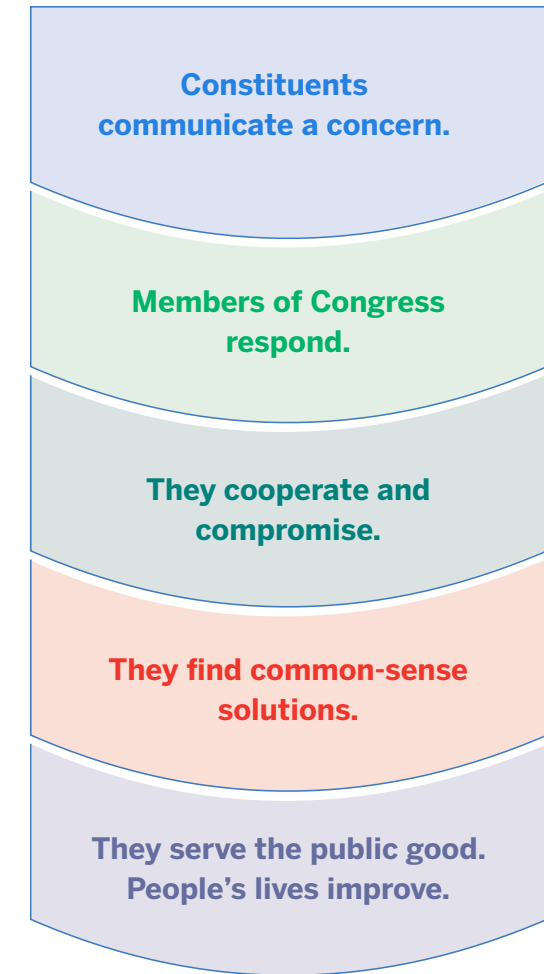 Constituents
communicate a concern.
Members of Congress
respond.
They cooperate and
compromise.
They find common-sense
solutions.
They serve the public good.
People’s lives improve.